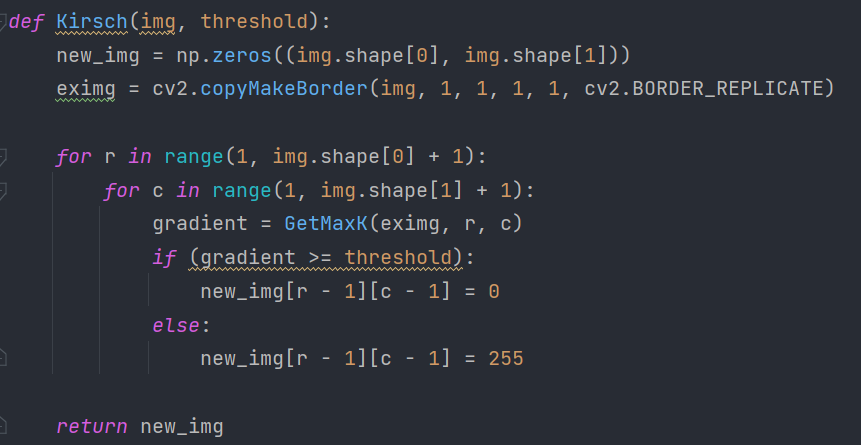 def Kirsch(img, threshold):
    new_img = np.zeros((img.shape[0], img.shape[1]))
    eximg = cv2.copyMakeBorder(img, 1, 1, 1, 1, cv2.BORDER_REPLICATE)

    for r in range(1, img.shape[0] + 1):
        for c in range(1, img.shape[1] + 1):
            gradient = GetMaxK(eximg, r, c)
            if (gradient >= threshold):
                new_img[r - 1][c - 1] = 0
            else:
                new_img[r - 1][c - 1] = 255

    return new_img